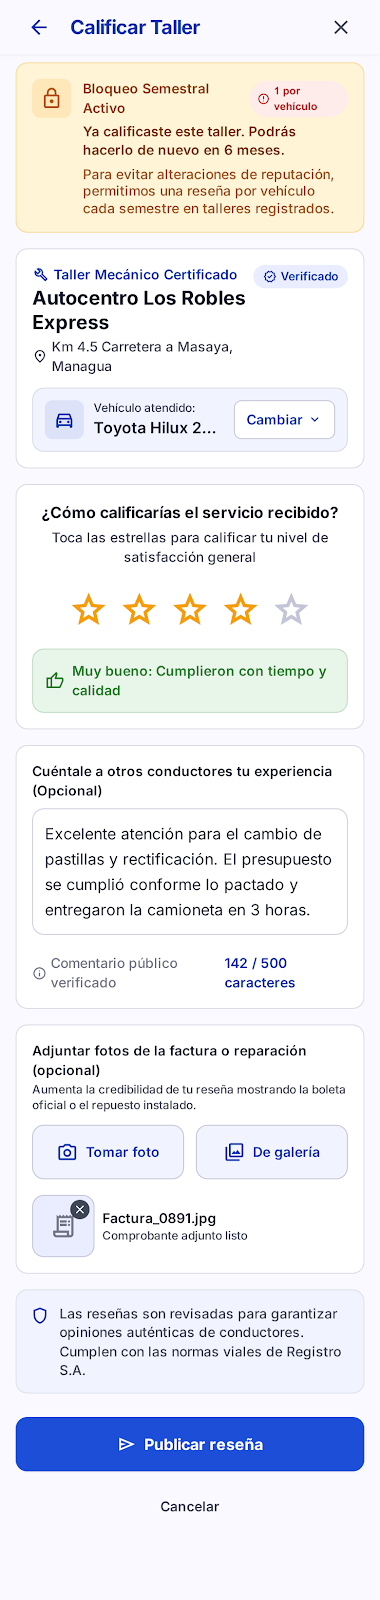 Calificar Taller
Bloqueo Semestral
Activo
1 por
vehículo
Ya calificaste este taller. Podrás
hacerlo de nuevo en 6 meses.
Para evitar alteraciones de reputación,
permitimos una reseña por vehículo
cada semestre en talleres registrados.
Taller Mecánico Certificado
Verificado
Autocentro Los Robles
Express
Km 4.5 Carretera a Masaya,
Managua
Vehículo atendido:
Toyota Hilux 2...
Cambiar
¿Cómo calificarías el servicio recibido?
Toca las estrellas para calificar tu nivel de
satisfacción general
Muy bueno: Cumplieron con tiempo y
calidad
Cuéntale a otros conductores tu experiencia
(Opcional)
Excelente atención para el cambio de
pastillas y rectificación. El presupuesto
se cumplió conforme lo pactado y
entregaron la camioneta en 3 horas.
Comentario público
verificado
142 / 500
caracteres
Adjuntar fotos de la factura o reparación
(opcional)
Aumenta la credibilidad de tu reseña mostrando la boleta
oficial o el repuesto instalado.
Tomar foto
De galería
Factura_0891.jpg
Comprobante adjunto listo
Las reseñas son revisadas para garantizar
opiniones auténticas de conductores.
Cumplen con las normas viales de Registro
S.A.
Publicar reseña
Cancelar